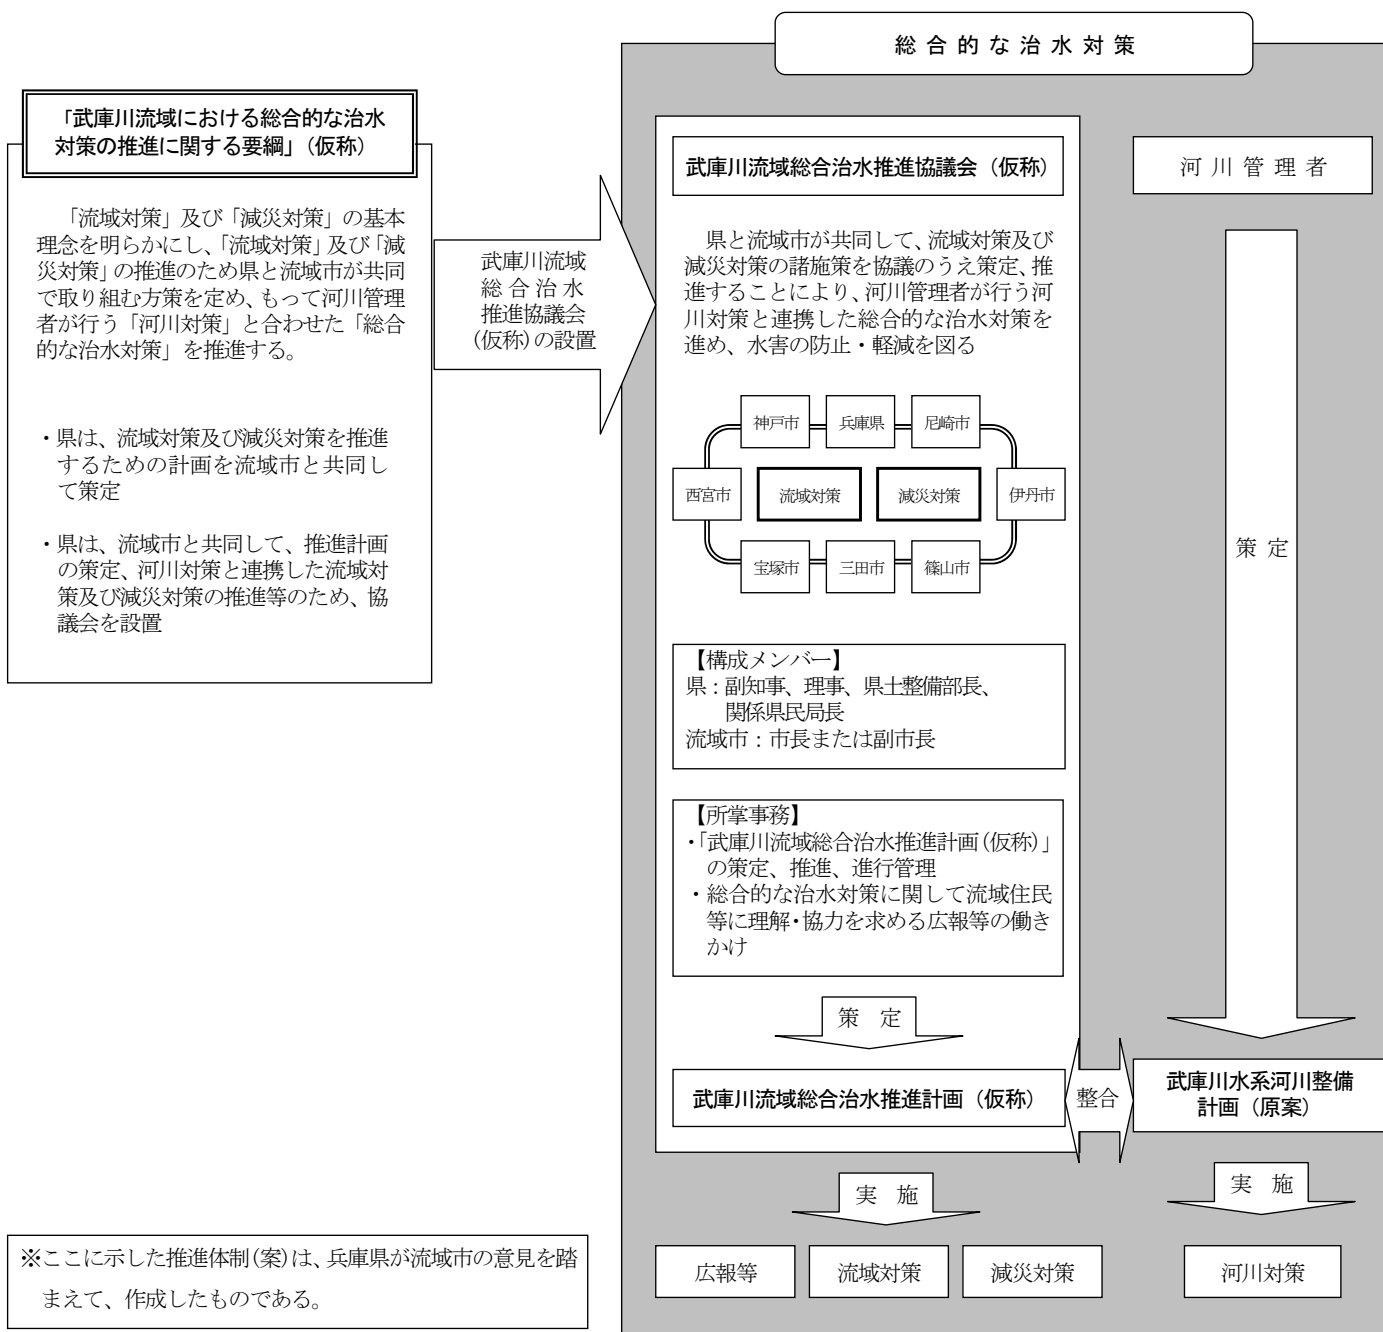 総合的な治水対策
「武庫川流域における総合的な治水
対策の推進に関する要綱」（仮称）
「流域対策」及び「減災対策」の基本
理念を明らかにし、「流域対策」及び「減
災対策」の推進のため県と流域市が共同
で取り組む方策を定め、もって河川管理
者が行う「河川対策」と合わせた「総合
的な治水対策」を推進する。
・県は、流域対策及び減災対策を推進
するための計画を流域市と共同し
て策定
・県は、流域市と共同して、推進計画
の策定、河川対策と連携した流域対
策及び減災対策の推進等のため、協
議会を設置
武庫川流域
総合治水
推進協議会
(仮称)の設置
武庫川流域総合治水推進協議会（仮称）
県と流域市が共同して、流域対策及び
減災対策の諸施策を協議のうえ策定、推
進することにより、河川管理者が行う河
川対策と連携した総合的な治水対策を
進め、水害の防止・軽減を図る
神戸市 兵庫県 尼崎市
西宮市 流域対策 減災対策 伊丹市
宝塚市 三田市 篠山市
【構成メンバー】
県：副知事、理事、県土整備部長、
関係県民局長
流域市：市長または副市長
【所掌事務】
・「武庫川流域総合治水推進計画(仮称)」
の策定、推進、進行管理
・総合的な治水対策に関して流域住民
等に理解・協力を求める広報等の働き
かけ
策 定
武庫川流域総合治水推進計画（仮称）
整合
河川管理者
策 定
武庫川水系河川整備
計画（原案）
実 施
実 施
広報等
流域対策
減災対策
河川対策
※ここに示した推進体制(案)は、兵庫県が流域市の意見を踏
まえて、作成したものである。